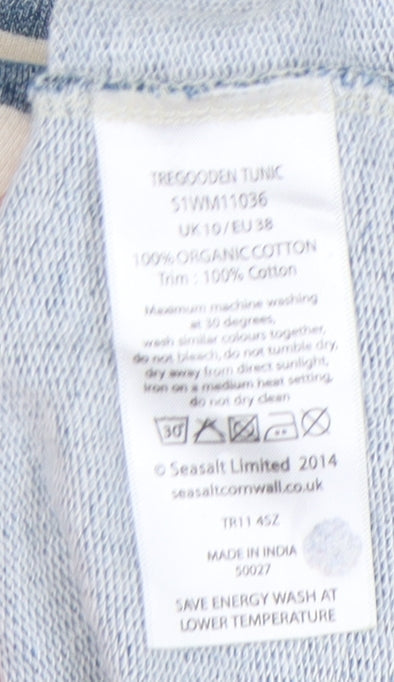 TREGOODEN TUNIC
S1WM11036
UK 10 / EU 38
100% ORGANIC COTTON
Trim : 100% Cotton
Maximum machine washing
at 30 degrees,
wash similar colours together,
do not bleach, do not tumble dry,
dry away from direct sunlight,
iron on a medium heat setting,
do not dry clean
30
© Seasalt Limited 2014
seasaltcornwall.co.uk
TR11 4SZ
MADE IN INDIA
50027
SAVE ENERGY WASH AT
LOWER TEMPERATURE